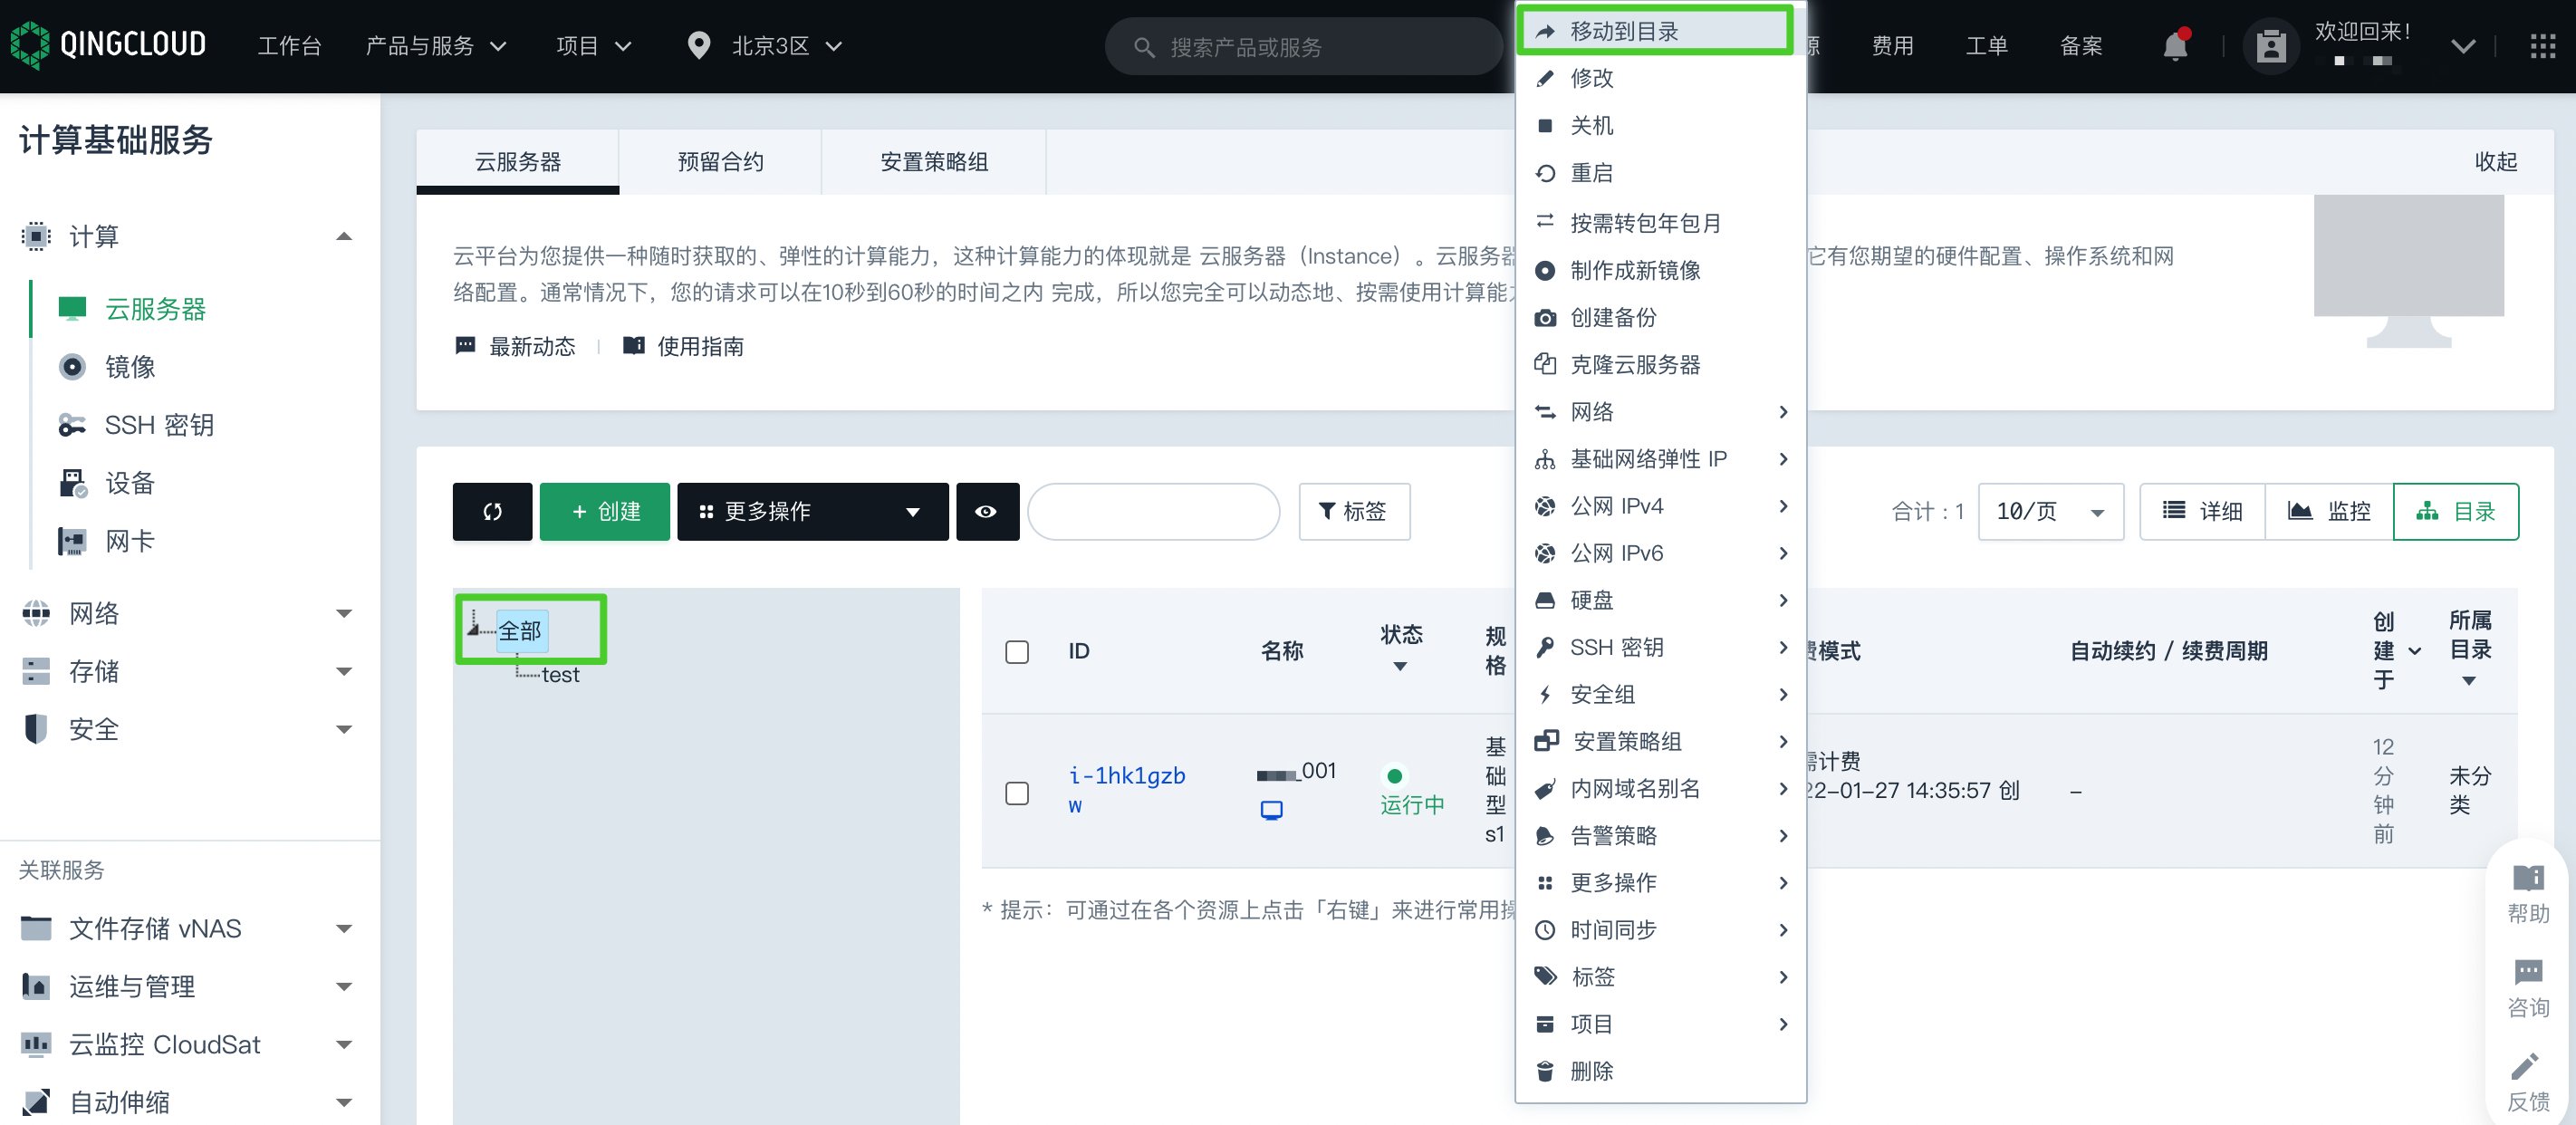 QINGCLOUD
工作台
产品与服务
项目
北京3区
搜索产品或服务
源
费用
工单
备案
欢迎回来!
计算基础服务
计算
云服务器
镜像
SSH 密钥
设备
网卡
网络
存储
安全
关联服务
文件存储 vNAS
运维与管理
云监控 CloudSat
自动伸缩
云服务器
预留合约
安置策略组
收起
云平台为您提供一种随时获取的、弹性的计算能力，这种计算能力的体现就是 云服务器（Instance）。云服务器
它有您期望的硬件配置、操作系统和网
络配置。通常情况下，您的请求可以在10秒到60秒的时间之内 完成，所以您完全可以动态地、按需使用计算能
最新动态
使用指南
+ 创建
更多操作
标签
合计 : 1
10/页
详细
监控
目录
全部
test
ID
名称
状态
规格
费模式
自动续约 / 续费周期
创建于
所属目录
i-1hk1gzbw
_001
运行中
基础型s1
需计费
22-01-27 14:35:57 创
–
12分钟前
未分类
* 提示：可通过在各个资源上点击「右键」来进行常用操
移动到目录
修改
关机
重启
按需转包年包月
制作成新镜像
创建备份
克隆云服务器
网络
基础网络弹性 IP
公网 IPv4
公网 IPv6
硬盘
SSH 密钥
安全组
安置策略组
内网域名别名
告警策略
更多操作
时间同步
标签
项目
删除
帮助
咨询
反馈